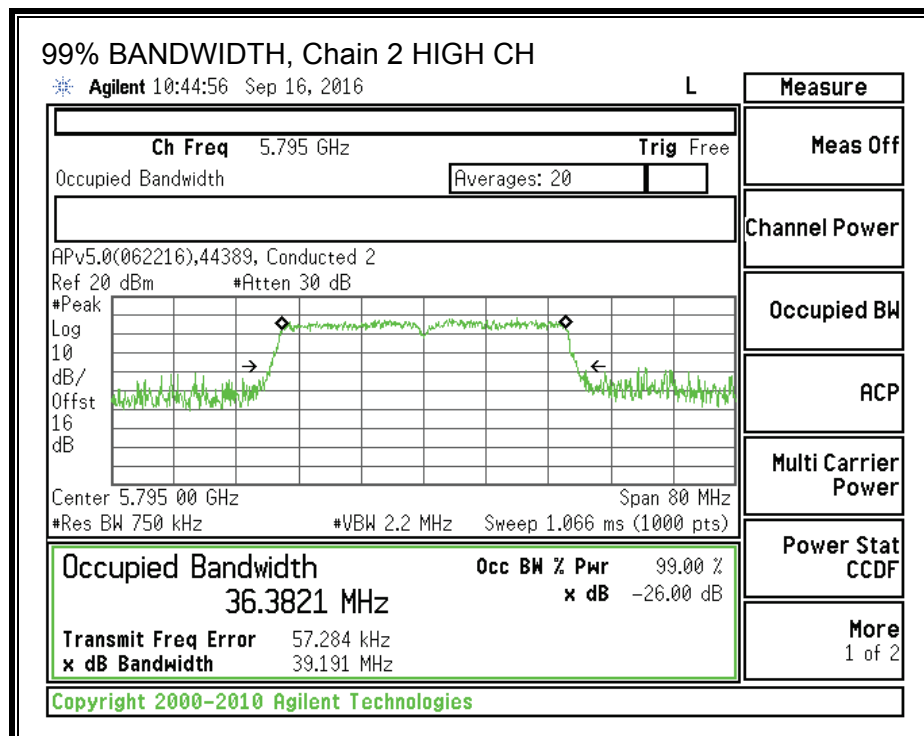 99% BANDWIDTH, Chain 2 HIGH CH
Agilent 10:44:56 Sep 16, 2016 L
Measure
Ch Freq 5.795 GHz Trig Free
Occupied Bandwidth Averages: 20
APv5.0(062216),44389, Conducted 2
Ref 20 dBm #Atten 30 dB
#Peak
Log
10
dB/
Offst
16
dB
Center 5.795 00 GHz Span 80 MHz
#Res BW 750 kHz #VBW 2.2 MHz Sweep 1.066 ms (1000 pts)
Occupied Bandwidth Occ BW % Pwr 99.00 %
36.3821 MHz x dB -26.00 dB
Transmit Freq Error 57.284 kHz
x dB Bandwidth 39.191 MHz
Meas Off
Channel Power
Occupied BW
ACP
Multi Carrier
Power
Power Stat
CCDF
More
1 of 2
Copyright 2000-2010 Agilent Technologies